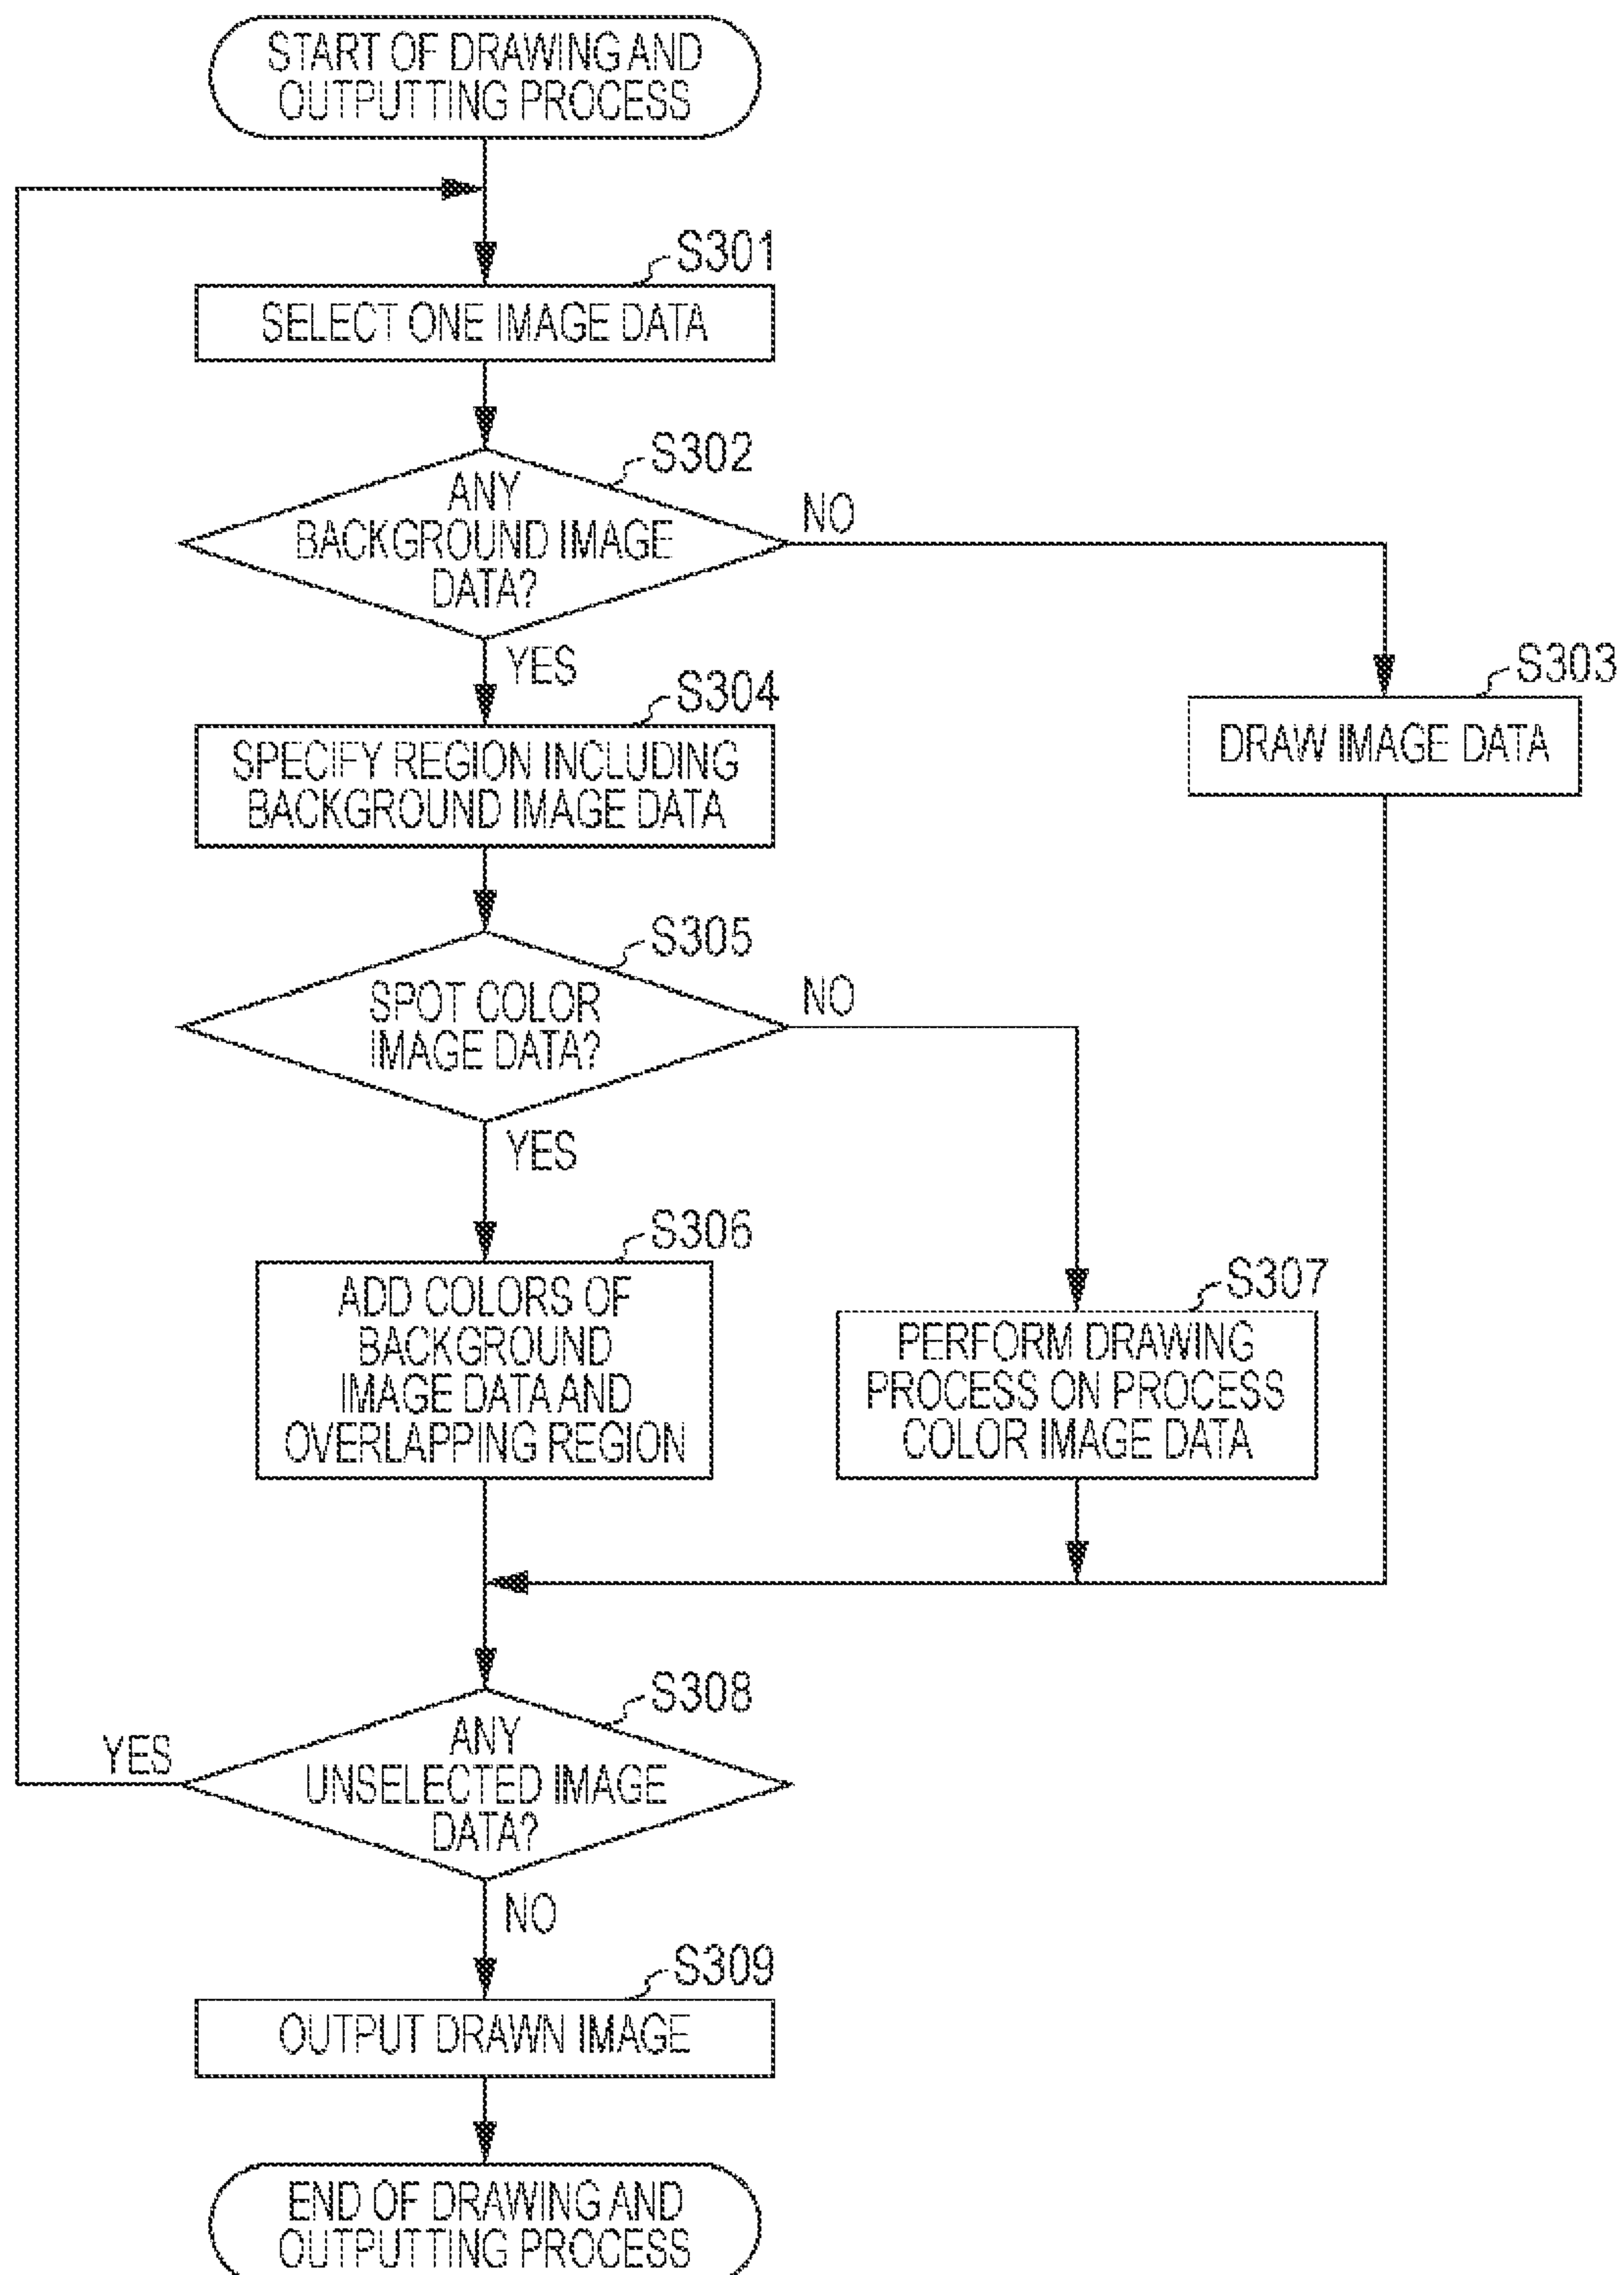 START OF DRAWING AND
OUTPUTTING PROCESS
S301
SELECT ONE IMAGE DATA
S302
ANY
BACKGROUND IMAGE
DATA?
NO
YES
S303
DRAW IMAGE DATA
S304
SPECIFY REGION INCLUDING
BACKGROUND IMAGE DATA
S305
SPOT COLOR
IMAGE DATA?
NO
YES
S306
ADD COLORS OF
BACKGROUND
IMAGE DATA AND
OVERLAPPING REGION
S307
PERFORM DRAWING
PROCESS ON PROCESS
COLOR IMAGE DATA
S308
ANY
UNSELECTED IMAGE
DATA?
YES
NO
S309
OUTPUT DRAWN IMAGE
END OF DRAWING AND
OUTPUTTING PROCESS